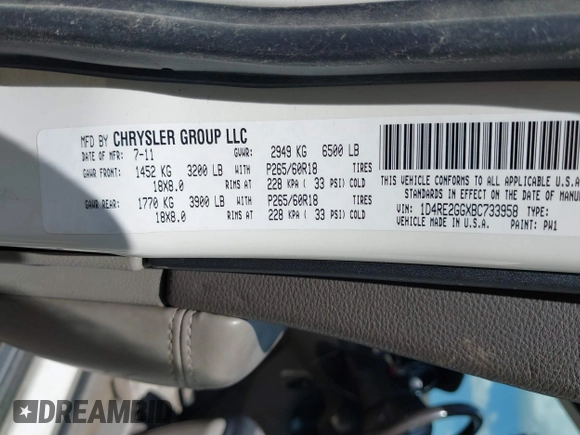 MFD BY CHRYSLER GROUP LLC
DATE OF MFR: 7-11 GVWR: 2949 KG 6500 LB
GAWR FRONT: 1452 KG 3200 LB WITH P265/60R18 TIRES
18X8.0 RIMS AT 228 KPA ( 33 PSI) COLD
GAWR REAR: 1770 KG 3900 LB WITH P265/60R18 TIRES
18X8.0 RIMS AT 228 KPA ( 33 PSI) COLD
THIS VEHICLE CONFORMS TO ALL APPLICABLE U.S.A
STANDARDS IN EFFECT ON THE DATE OF MANU
VIN: 1D4RE2GGXBC733958 TYPE:
VEHICLE MADE IN U.S.A. PAINT: PW1
DREAMBID